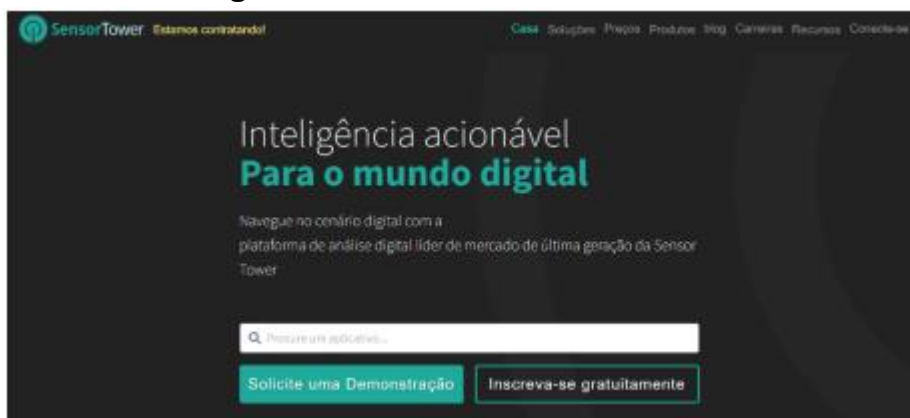 SensorTower Estamos contratando! Casa Soluções Preços Produtos blog Carreiras Recursos Conecte-se
Inteligência acionável
Para o mundo digital
Navegue no cenário digital com a
plataforma de análise digital líder de mercado de última geração da Sensor
Tower
Procure um aplicativo...
Solicite uma Demonstração Inscreva-se gratuitamente